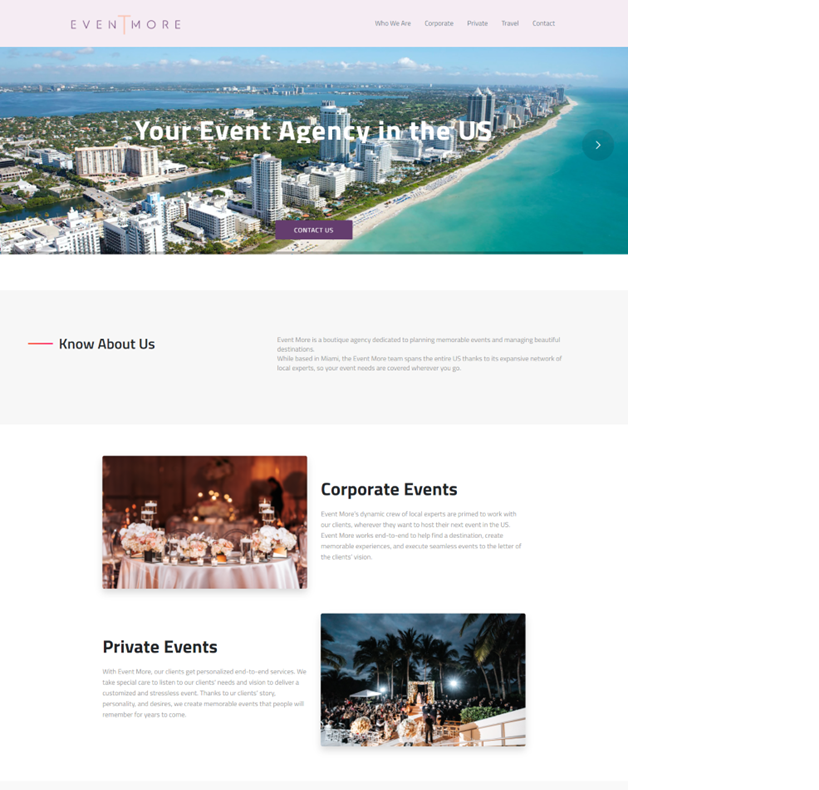 EVENTMORE
Who We Are Corporate Private Travel Contact
Your Event Agency in the US
CONTACT US
Know About Us
Event More is a boutique agency dedicated to planning memorable events and managing beautiful
destinations.
While based in Miami, the Event More team spans the entire US thanks to its expansive network of
local experts, so your event needs are covered wherever you go.
Corporate Events
Event More's dynamic crew of local experts are primed to work with
our clients, wherever they want to host their next event in the US.
Event More works end-to-end to help find a destination, create
memorable experiences, and execute seamless events to the letter of
the clients' vision.
Private Events
With Event More, our clients get personalized end-to-end services. We
take special care to listen to our clients' needs and vision to deliver a
customized and stressless event. Thanks to ur clients' story,
personality, and desires, we create memorable events that people will
remember for years to come.